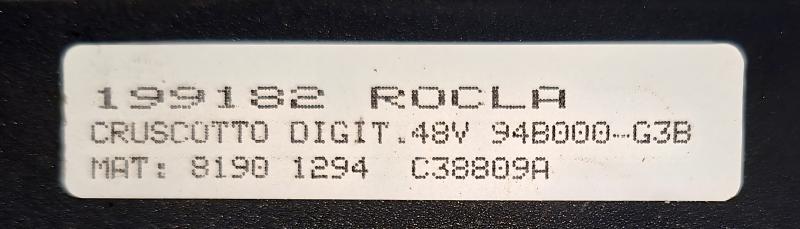 199182 ROCLA
CRUSCOTTO DIGIT.48V 94B000-G3B
MAT: 8190 1294 C38809A